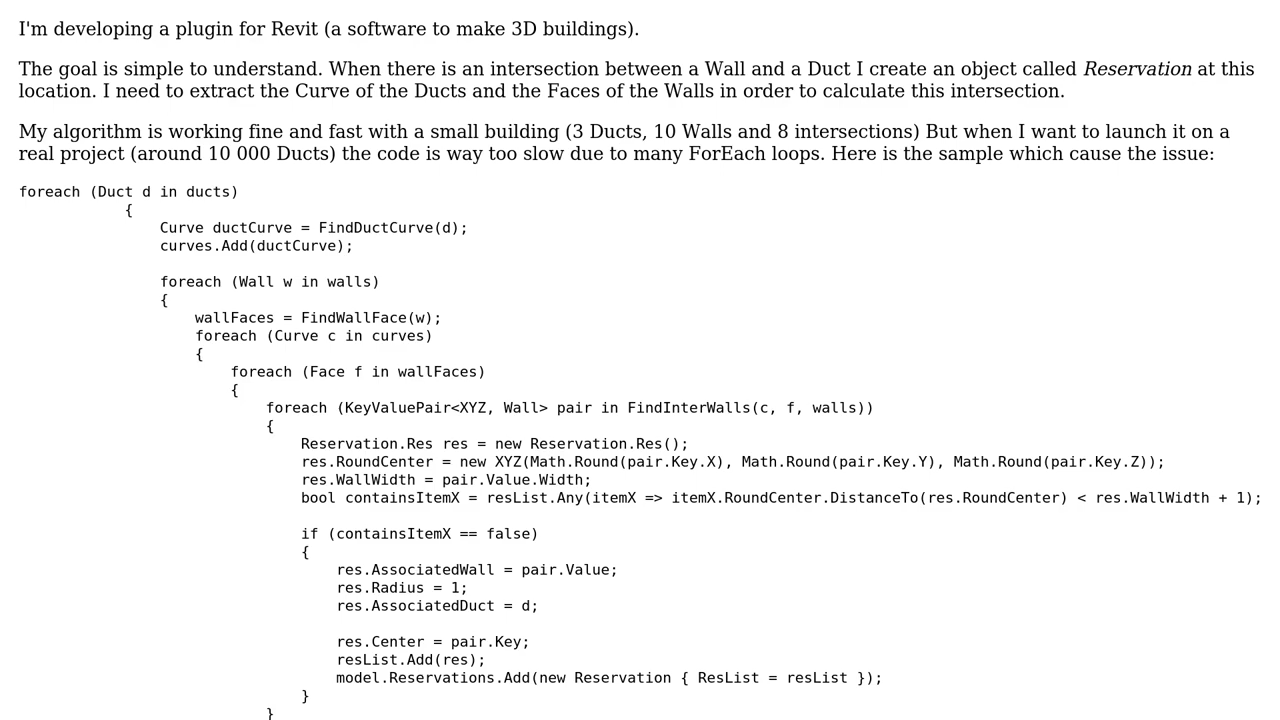 I'm developing a plugin for Revit (a software to make 3D buildings).
The goal is simple to understand. When there is an intersection between a Wall and a Duct I create an object called Reservation at this
location. I need to extract the Curve of the Ducts and the Faces of the Walls in order to calculate this intersection.
My algorithm is working fine and fast with a small building (3 Ducts, 10 Walls and 8 intersections) But when I want to launch it on a
real project (around 10 000 Ducts) the code is way too slow due to many ForEach loops. Here is the sample which cause the issue:
foreach (Duct d in ducts)
            {
                Curve ductCurve = FindDuctCurve(d);
                curves.Add(ductCurve);
                foreach (Wall w in walls)
                {
                    wallFaces = FindWallFace(w);
                    foreach (Curve c in curves)
                    {
                        foreach (Face f in wallFaces)
                        {
                            foreach (KeyValuePair<XYZ, Wall> pair in FindInterWalls(c, f, walls))
                            {
                                Reservation.Res res = new Reservation.Res();
                                res.RoundCenter = new XYZ(Math.Round(pair.Key.X), Math.Round(pair.Key.Y), Math.Round(pair.Key.Z));
                                res.WallWidth = pair.Value.Width;
                                bool containsItemX = resList.Any(itemX => itemX.RoundCenter.DistanceTo(res.RoundCenter) < res.WallWidth + 1);
                                if (containsItemX == false)
                                {
                                    res.AssociatedWall = pair.Value;
                                    res.Radius = 1;
                                    res.AssociatedDuct = d;
                                    res.Center = pair.Key;
                                    resList.Add(res);
                                    model.Reservations.Add(new Reservation { ResList = resList });
                                }
                            }